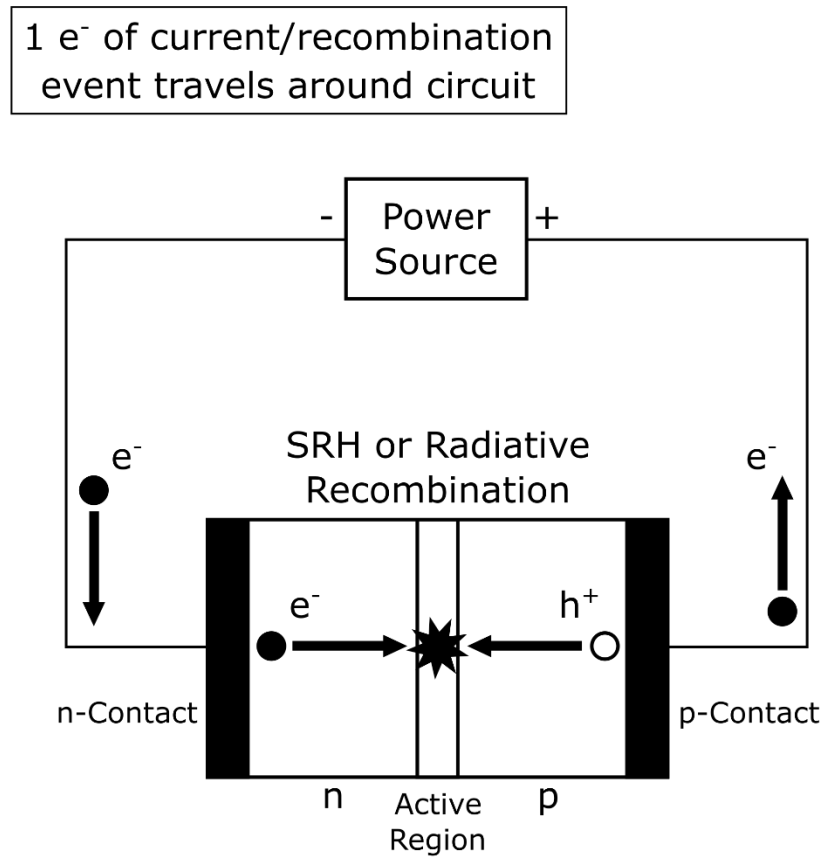 1 e⁻ of current/recombination
event travels around circuit
- Power +
Source
e⁻
SRH or Radiative
Recombination
e⁻
e⁻
h⁺
n-Contact
p-Contact
n
Active
Region
p